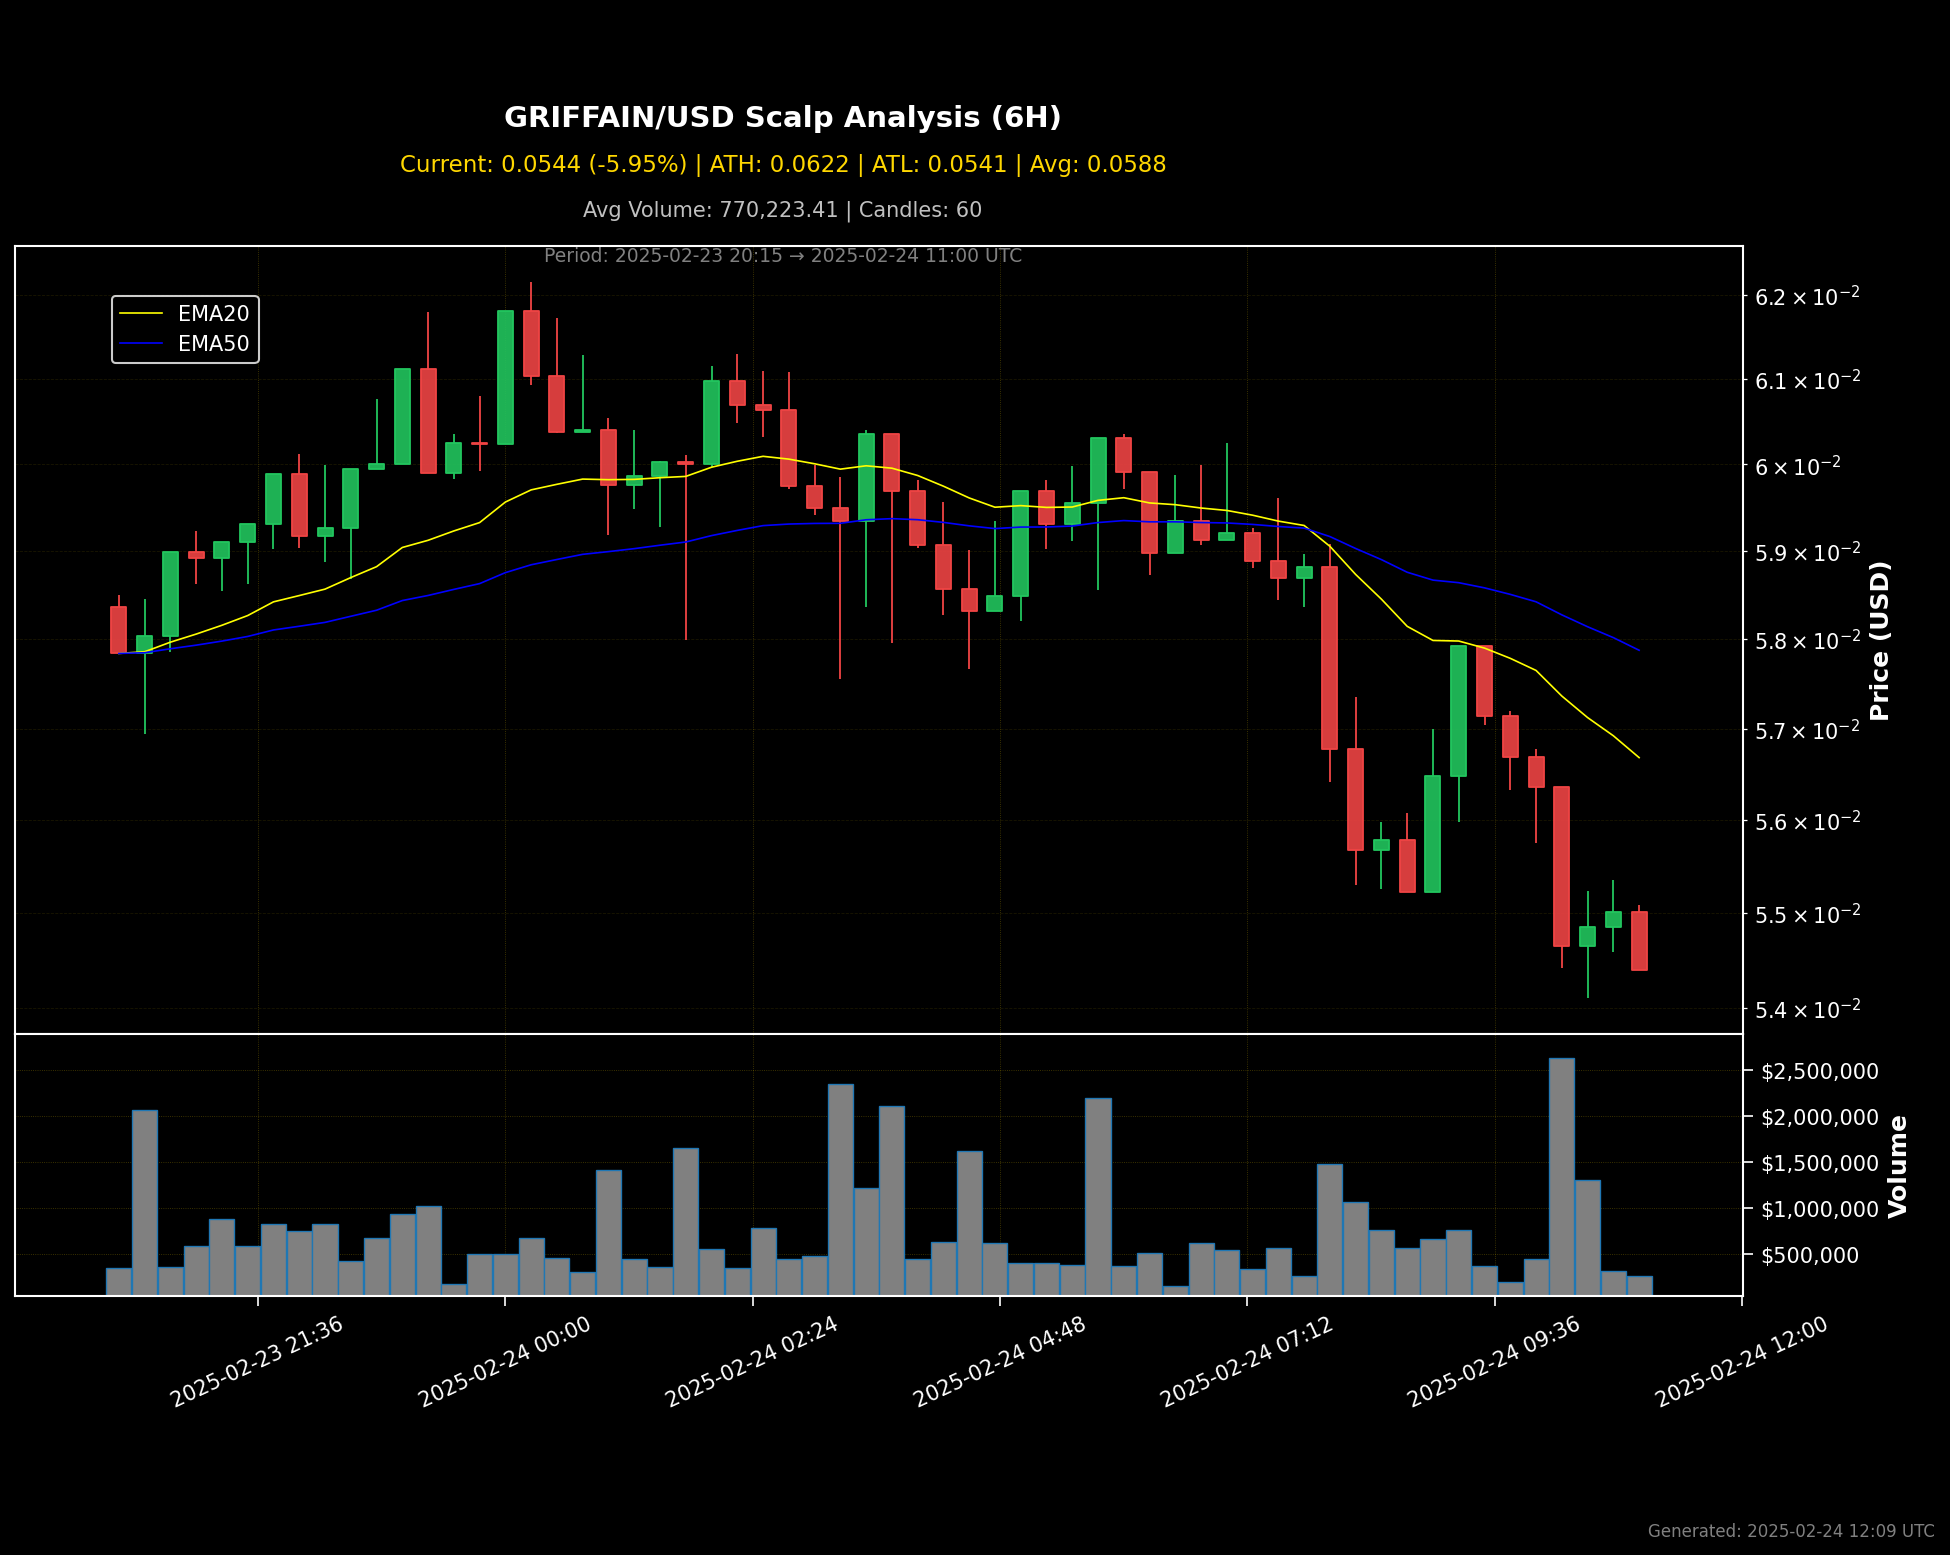 GRIFFAIN/USD Scalp Analysis (6H)
Current: 0.0544 (-5.95%) | ATH: 0.0622 | ATL: 0.0541 | Avg: 0.0588
Avg Volume: 770,223.41 | Candles: 60
Period: 2025-02-23 20:15 → 2025-02-24 11:00 UTC
EMA20
EMA50
6.2 × 10⁻²
6.1 × 10⁻²
6 × 10⁻²
5.9 × 10⁻²
5.8 × 10⁻²
5.7 × 10⁻²
5.6 × 10⁻²
5.5 × 10⁻²
5.4 × 10⁻²
Price (USD)
$2,500,000
$2,000,000
$1,500,000
$1,000,000
$500,000
Volume
2025-02-23 21:36
2025-02-24 00:00
2025-02-24 02:24
2025-02-24 04:48
2025-02-24 07:12
2025-02-24 09:36
2025-02-24 12:00
Generated: 2025-02-24 12:09 UTC